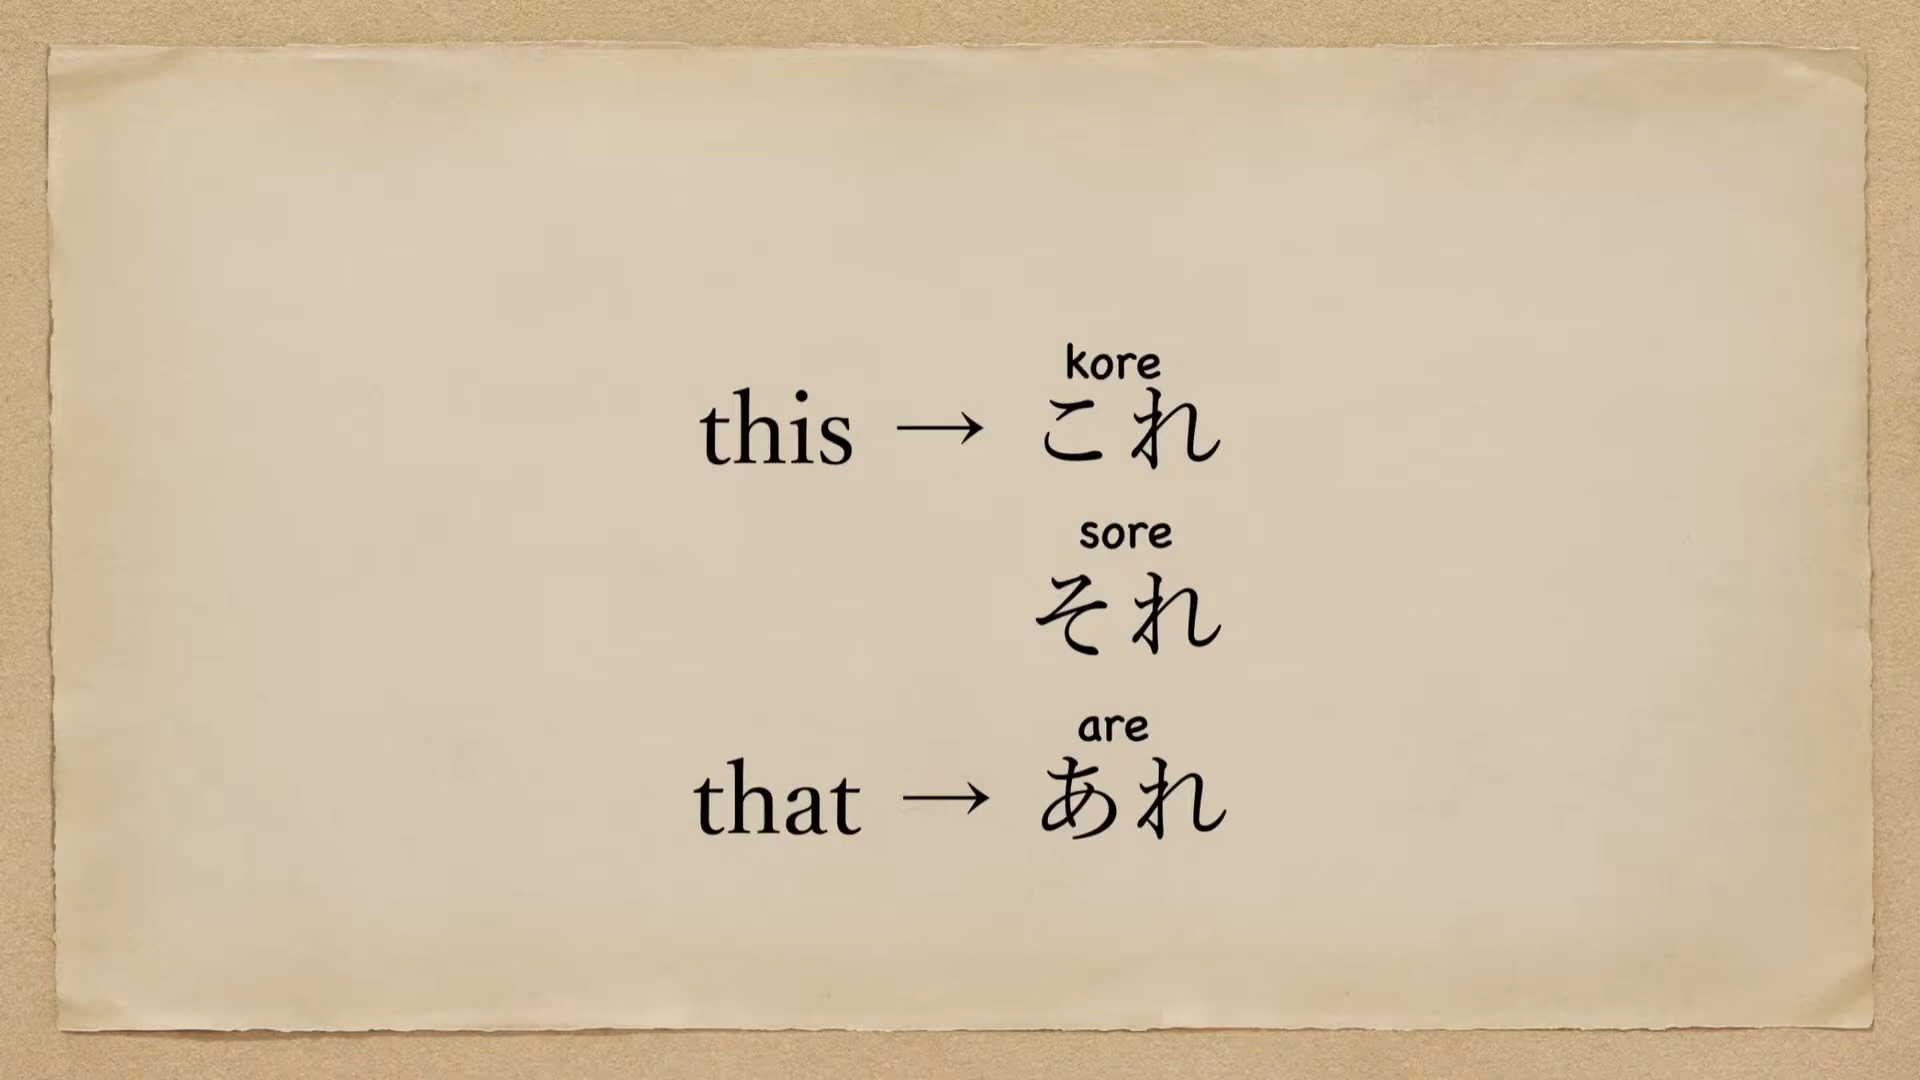 kore
this → これ
sore
それ
are
that → あれ